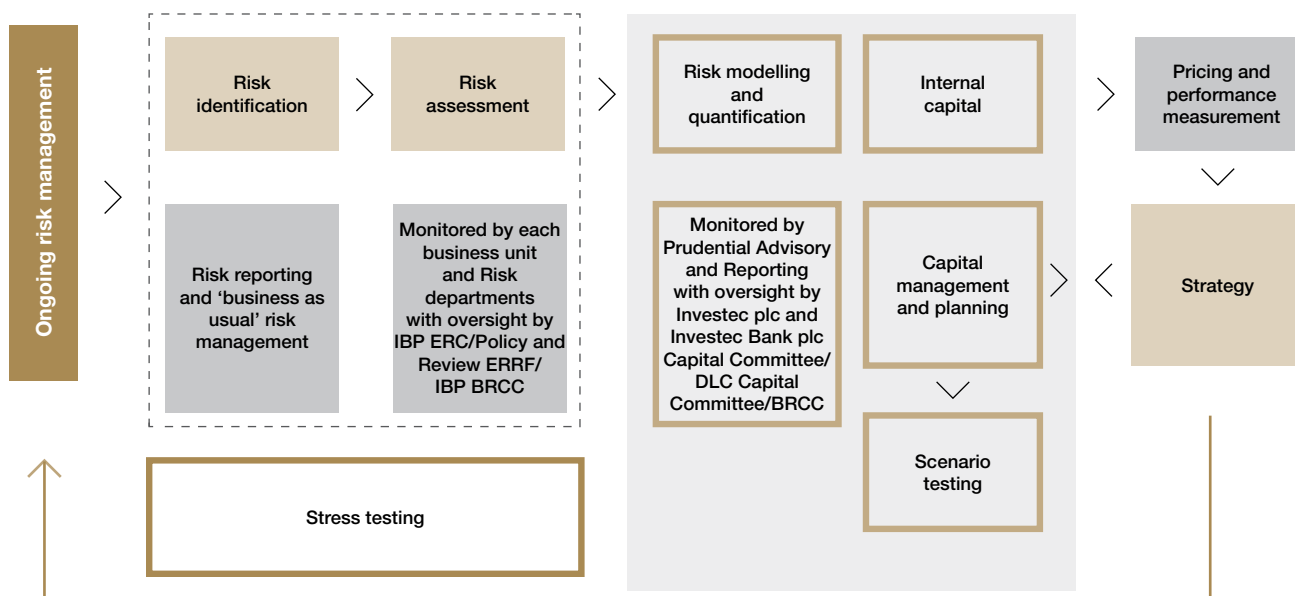 Ongoing risk management
Risk
identification
Risk
assessment
Risk modelling
and
quantification
Internal
capital
Pricing and
performance
measurement
Risk reporting
and ‘business as
usual’ risk
management
Monitored by each
business unit
and Risk
departments
with oversight by
IBP ERC/Policy and
Review ERRF/
IBP BRCC
Monitored by
Prudential Advisory
and Reporting
with oversight by
Investec plc and
Investec Bank plc
Capital Committee/
DLC Capital
Committee/BRCC
Capital
management
and planning
Strategy
Stress testing
Scenario
testing